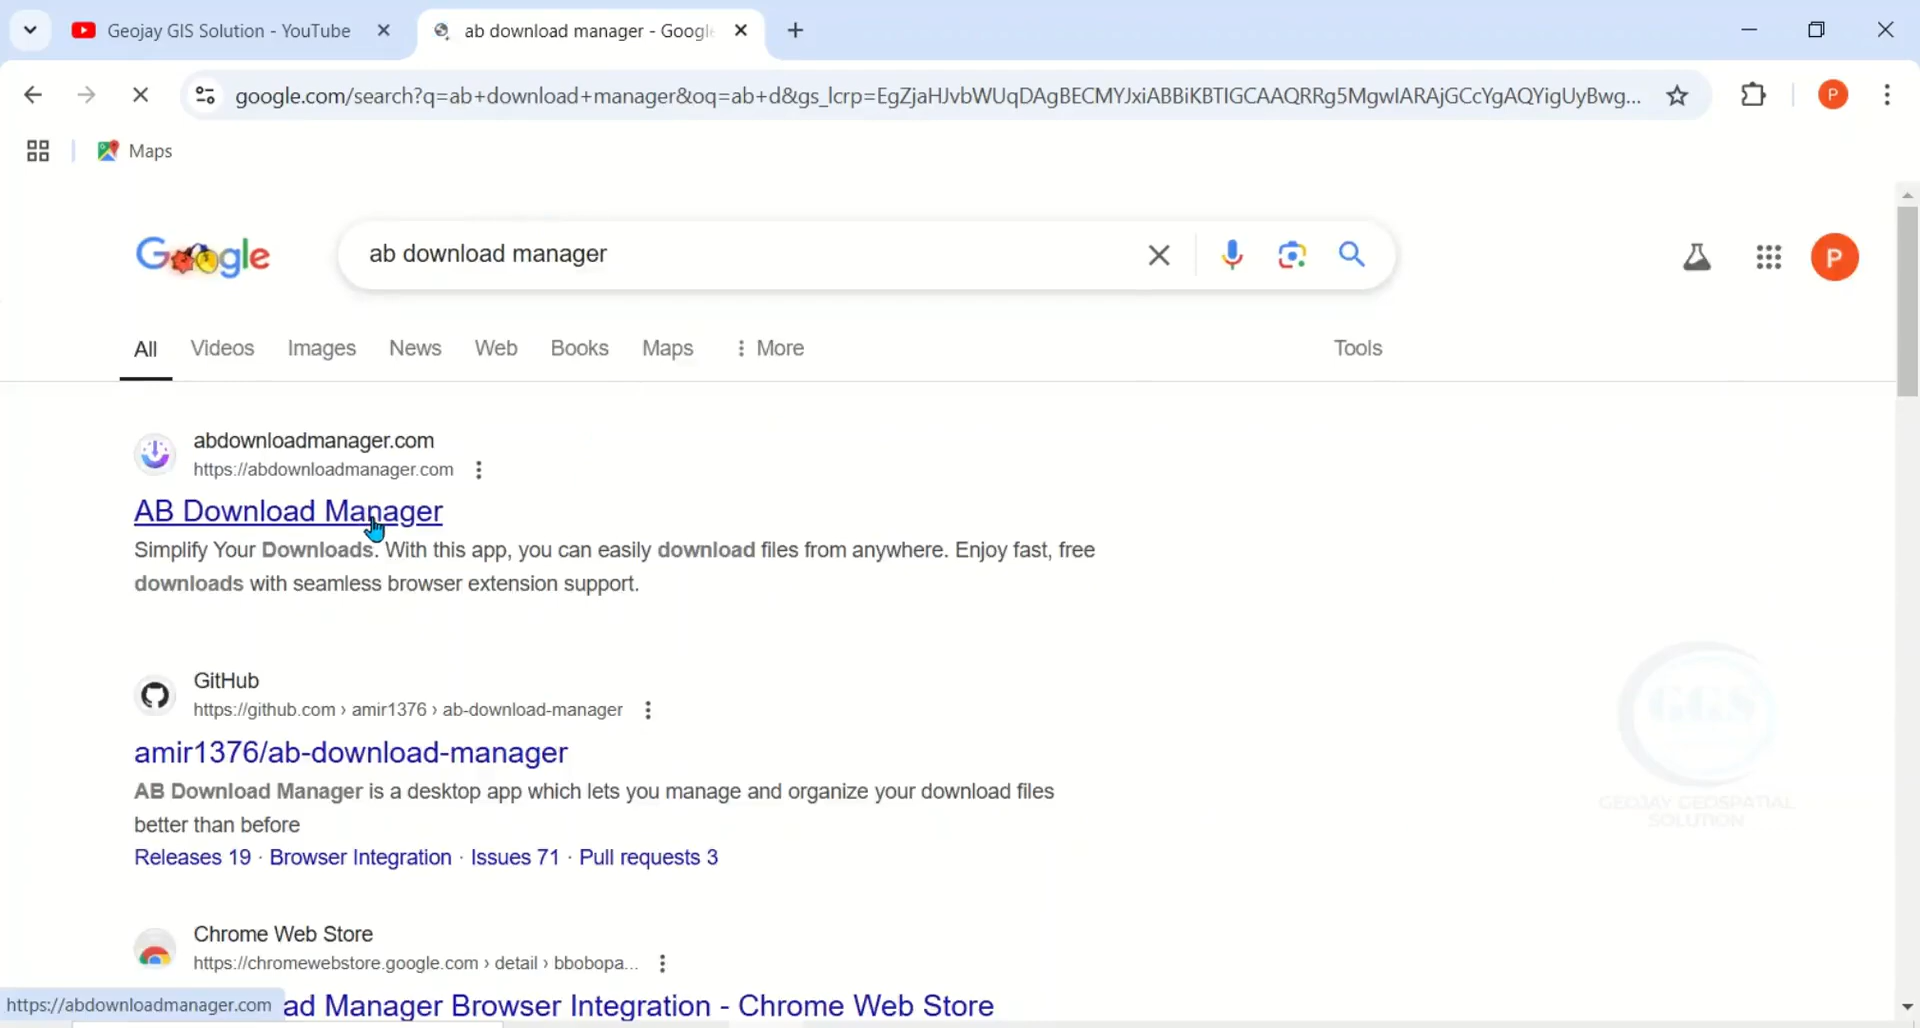 Geojay GIS Solution - YouTube
ab download manager - Googl
google.com/search?q=ab+download+manager&oq=ab+d&gs_lcrp=EgZjaHJvbWUqDAgBECMYJxiABBiKBTIGCAAQRRg5MgwIARAjGCcYgAQYigUyBwg...
P
Maps
Google
ab download manager
P
All
Videos
Images
News
Web
Books
Maps
More
Tools
abdownloadmanager.com
https://abdownloadmanager.com
AB Download Manager
Simplify Your Downloads. With this app, you can easily download files from anywhere. Enjoy fast, free
downloads with seamless browser extension support.
GitHub
https://github.com › amir1376 › ab-download-manager
amir1376/ab-download-manager
AB Download Manager is a desktop app which lets you manage and organize your download files
better than before
Releases 19 · Browser Integration · Issues 71 · Pull requests 3
GGS
GEOJAY GEOSPATIAL
SOLUTION
Chrome Web Store
https://chromewebstore.google.com › detail › bbobopa...
ad Manager Browser Integration - Chrome Web Store
https://abdownloadmanager.com